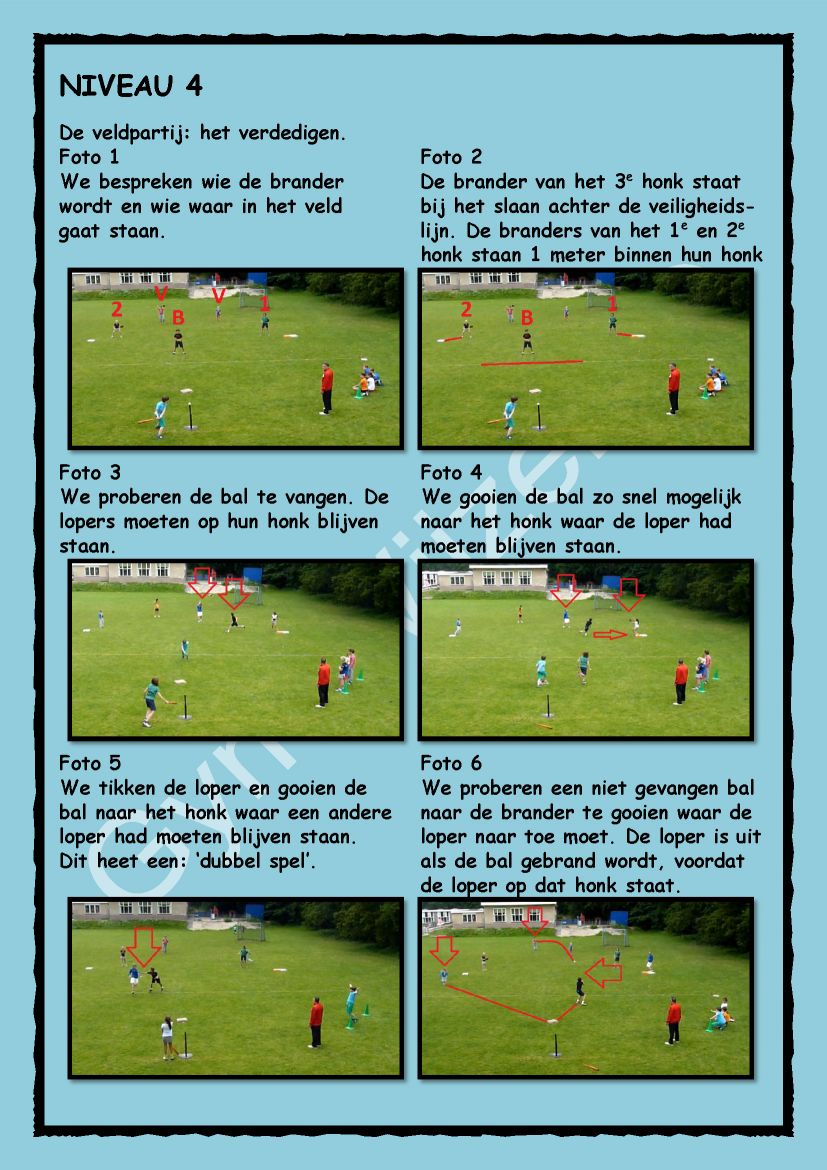 NIVEAU 4
De veldpartij: het verdedigen.
Foto 1
We bespreken wie de brander
wordt en wie waar in het veld
gaat staan.
Foto 2
De brander van het 3e honk staat
bij het slaan achter de veiligheids-
lijn. De branders van het 1e en 2e
honk staan 1 meter binnen hun honk
2 V B V 1
2 B 1
Foto 3
We proberen de bal te vangen. De
lopers moeten op hun honk blijven
staan.
Foto 4
We gooien de bal zo snel mogelijk
naar het honk waar de loper had
moeten blijven staan.
Foto 5
We tikken de loper en gooien de
bal naar het honk waar een andere
loper had moeten blijven staan.
Dit heet een: ‘dubbel spel’.
Foto 6
We proberen een niet gevangen bal
naar de brander te gooien waar de
loper naar toe moet. De loper is uit
als de bal gebrand wordt, voordat
de loper op dat honk staat.